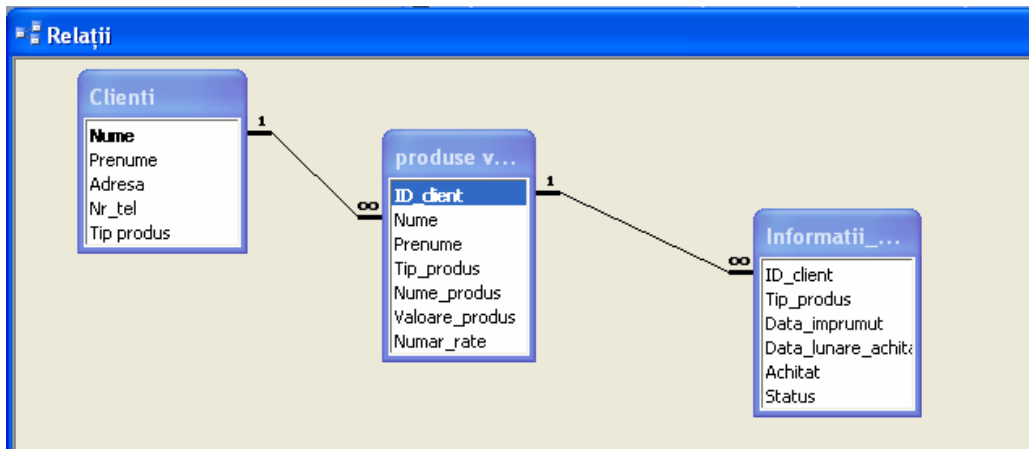 Relații
Clienti
Nume
Prenume
Adresa
Nr_tel
Tip produs
1
∞
produse v...
ID_client
Nume
Prenume
Tip_produs
Nume_produs
Valoare_produs
Numar_rate
1
∞
Informatii_...
ID_client
Tip_produs
Data_imprumut
Data_lunare_achita
Achitat
Status